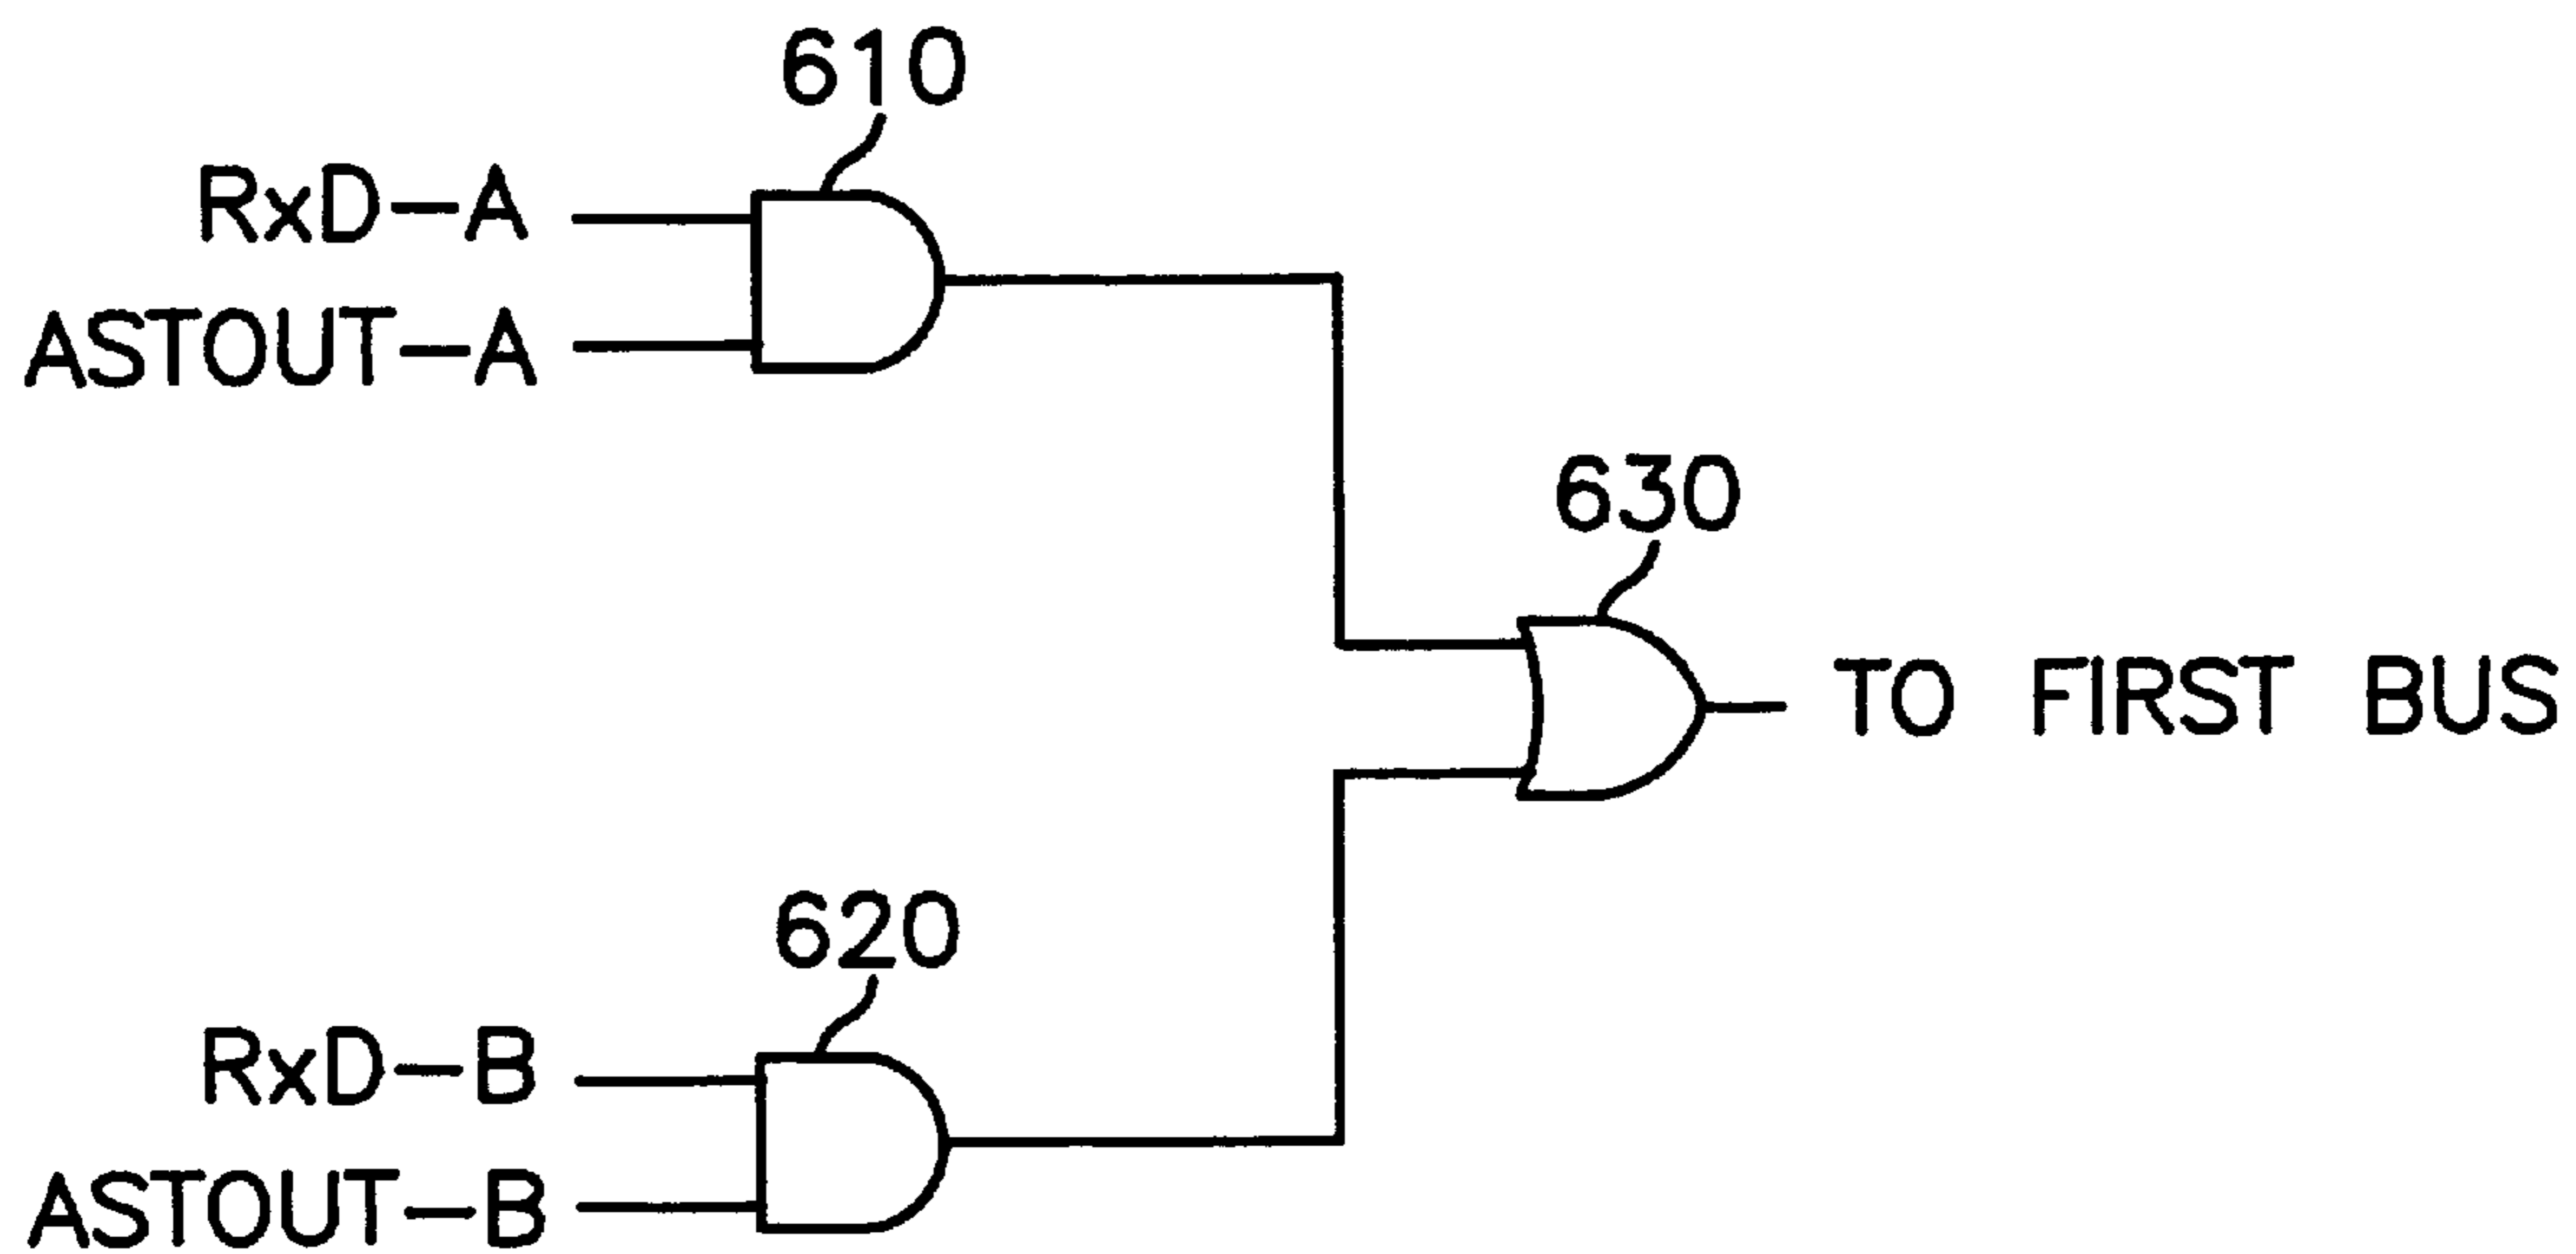 610
RxD-A
ASTOUT-A
630
TO FIRST BUS
620
RxD-B
ASTOUT-B